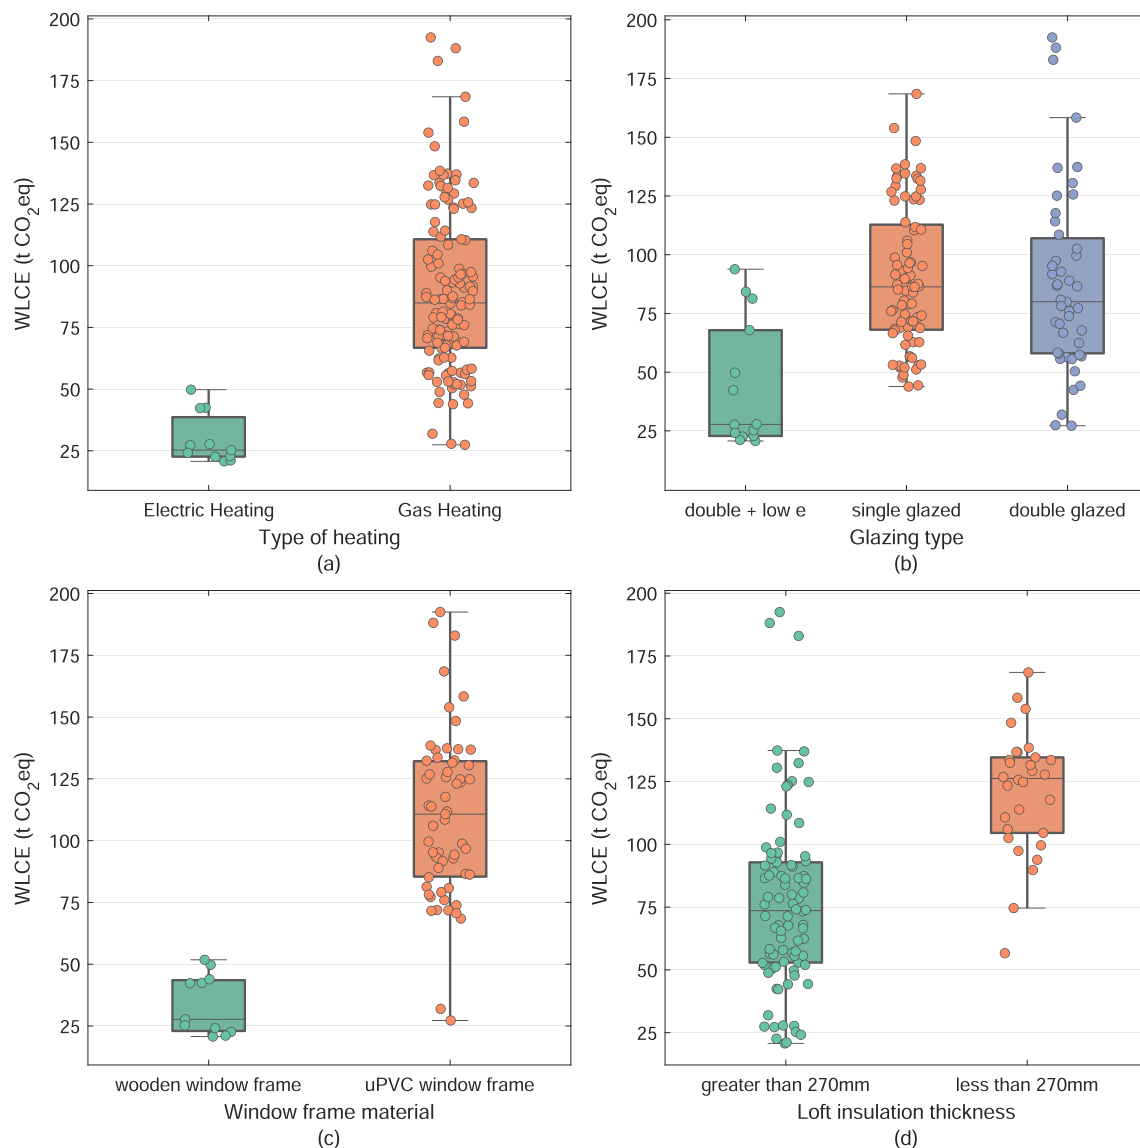 200
175
150
125
100
75
50
25
WLCE (t CO₂eq)
Electric Heating Gas Heating
Type of heating
(a)
200
175
150
125
100
75
50
25
WLCE (t CO₂eq)
double + low e single glazed double glazed
Glazing type
(b)
200
175
150
125
100
75
50
25
WLCE (t CO₂eq)
wooden window frame uPVC window frame
Window frame material
(c)
200
175
150
125
100
75
50
25
WLCE (t CO₂eq)
greater than 270mm less than 270mm
Loft insulation thickness
(d)